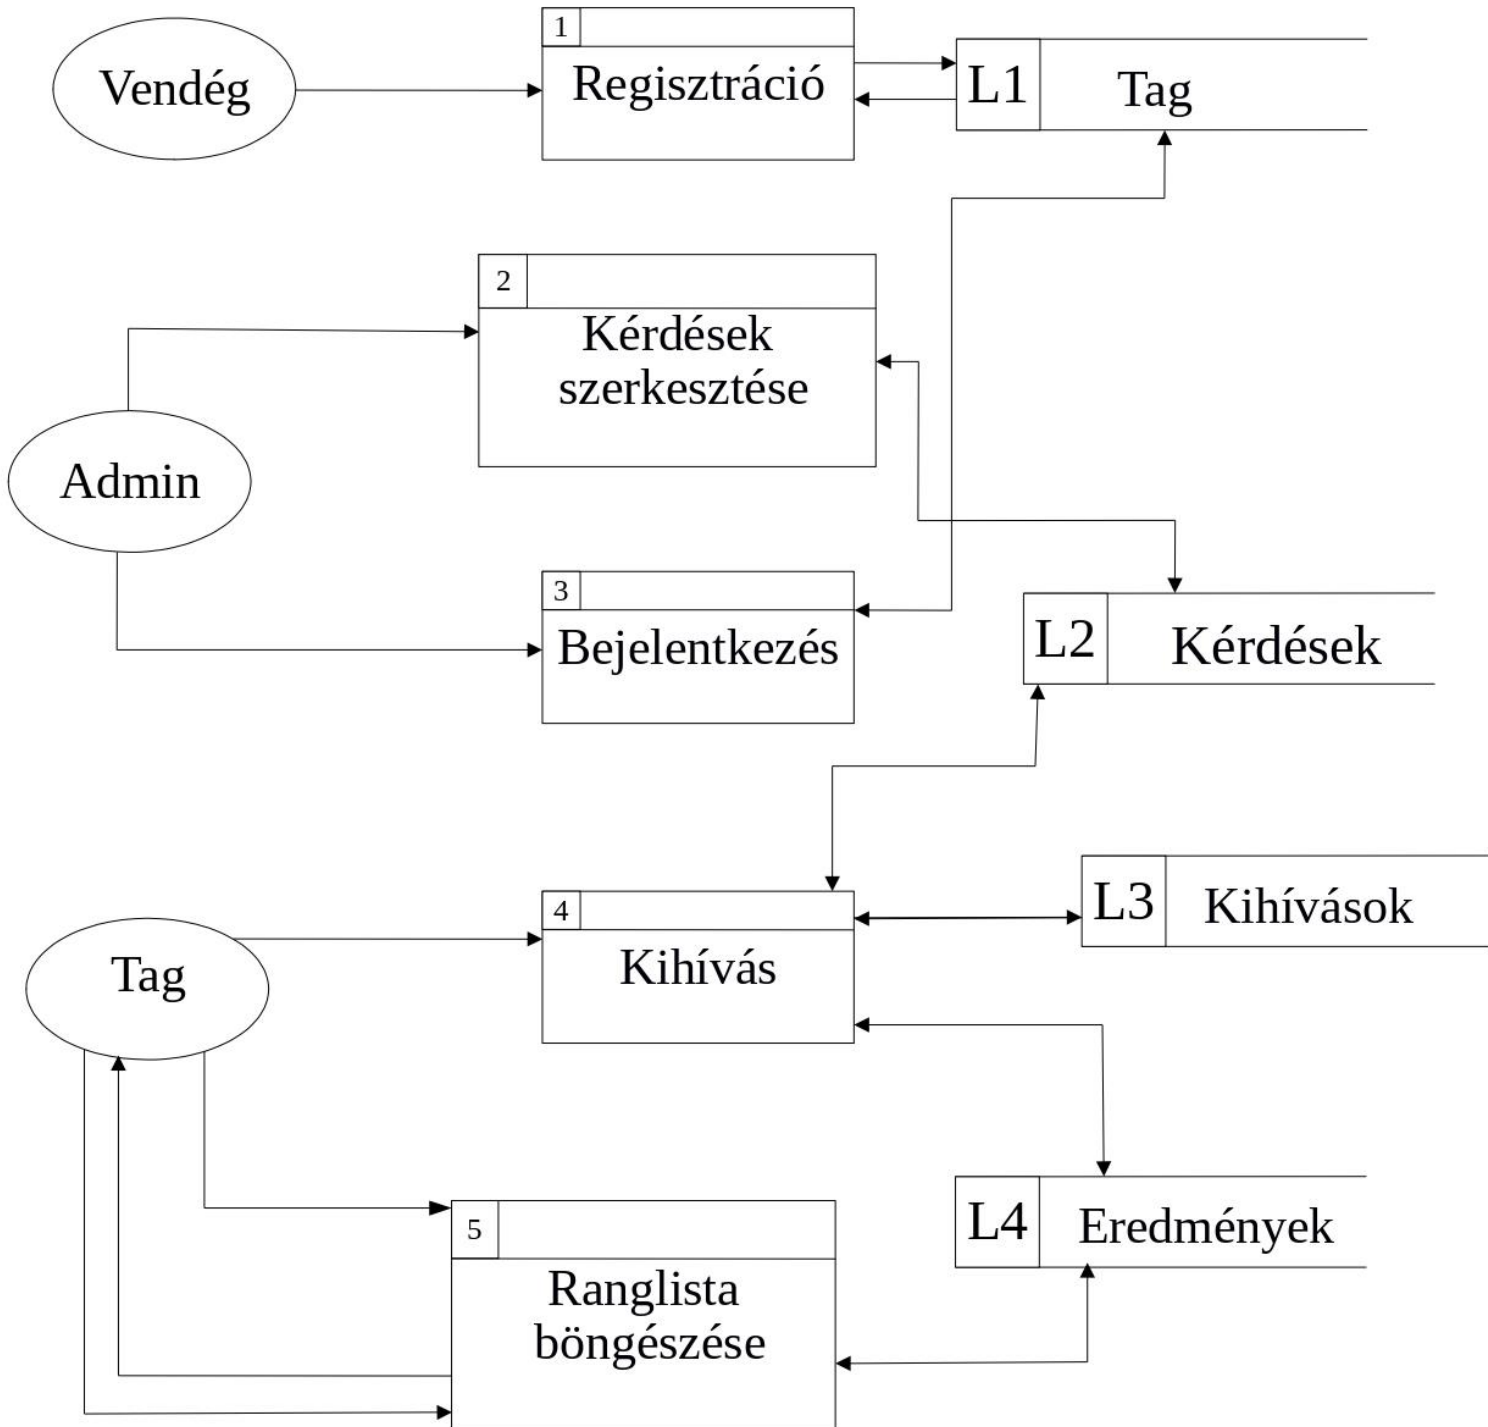 Vendég
1
Regisztráció
L1
Tag
2
Kérdések
szerkesztése
Admin
3
Bejelentkezés
L2
Kérdések
Tag
4
Kihívás
L3
Kihívások
5
Ranglista
böngészése
L4
Eredmények